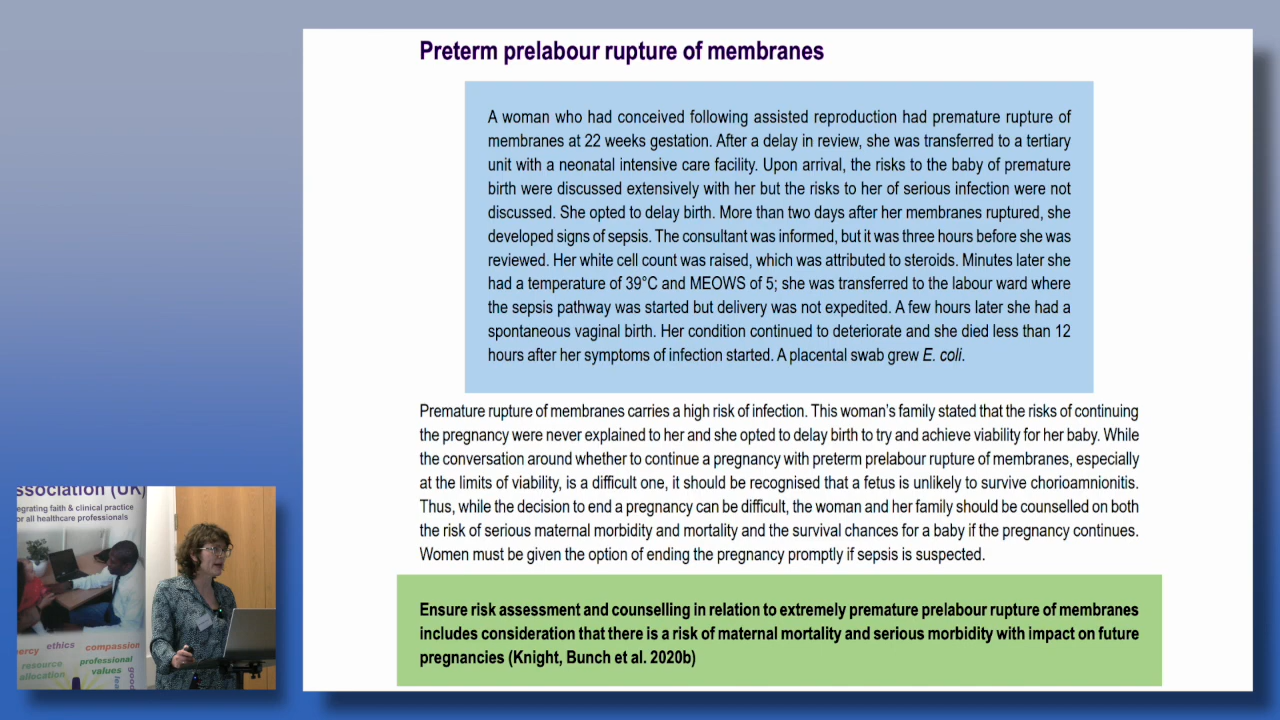 Preterm prelabour rupture of membranes
A woman who had conceived following assisted reproduction had premature rupture of
membranes at 22 weeks gestation. After a delay in review, she was transferred to a tertiary
unit with a neonatal intensive care facility. Upon arrival, the risks to the baby of premature
birth were discussed extensively with her but the risks to her of serious infection were not
discussed. She opted to delay birth. More than two days after her membranes ruptured, she
developed signs of sepsis. The consultant was informed, but it was three hours before she was
reviewed. Her white cell count was raised, which was attributed to steroids. Minutes later she
had a temperature of 39°C and MEOWS of 5; she was transferred to the labour ward where
the sepsis pathway was started but delivery was not expedited. A few hours later she had a
spontaneous vaginal birth. Her condition continued to deteriorate and she died less than 12
hours after her symptoms of infection started. A placental swab grew E. coli.
Premature rupture of membranes carries a high risk of infection. This woman's family stated that the risks of continuing
the pregnancy were never explained to her and she opted to delay birth to try and achieve viability for her baby. While
the conversation around whether to continue a pregnancy with preterm prelabour rupture of membranes, especially
at the limits of viability, is a difficult one, it should be recognised that a fetus is unlikely to survive chorioamnionitis.
Thus, while the decision to end a pregnancy can be difficult, the woman and her family should be counselled on both
the risk of serious maternal morbidity and mortality and the survival chances for a baby if the pregnancy continues.
Women must be given the option of ending the pregnancy promptly if sepsis is suspected.
Ensure risk assessment and counselling in relation to extremely premature prelabour rupture of membranes
includes consideration that there is a risk of maternal mortality and serious morbidity with impact on future
pregnancies (Knight, Bunch et al. 2020b)
ssociation (UK)
egrating faith & clinical practice
or all healthcare professionals
ercy ethics compassion
resource professional
allocation values